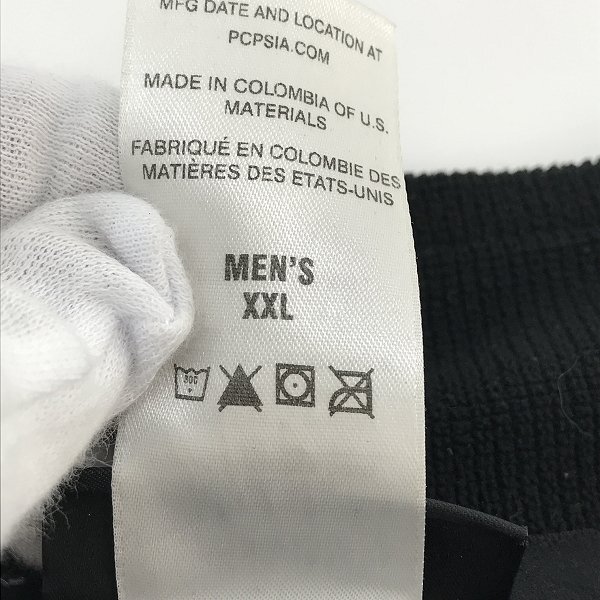 MFG DATE AND LOCATION AT
PCPSIA.COM
MADE IN COLOMBIA OF U.S.
MATERIALS
FABRIQUÉ EN COLOMBIE DES
MATIÈRES DES ETATS-UNIS
MEN'S
XXL